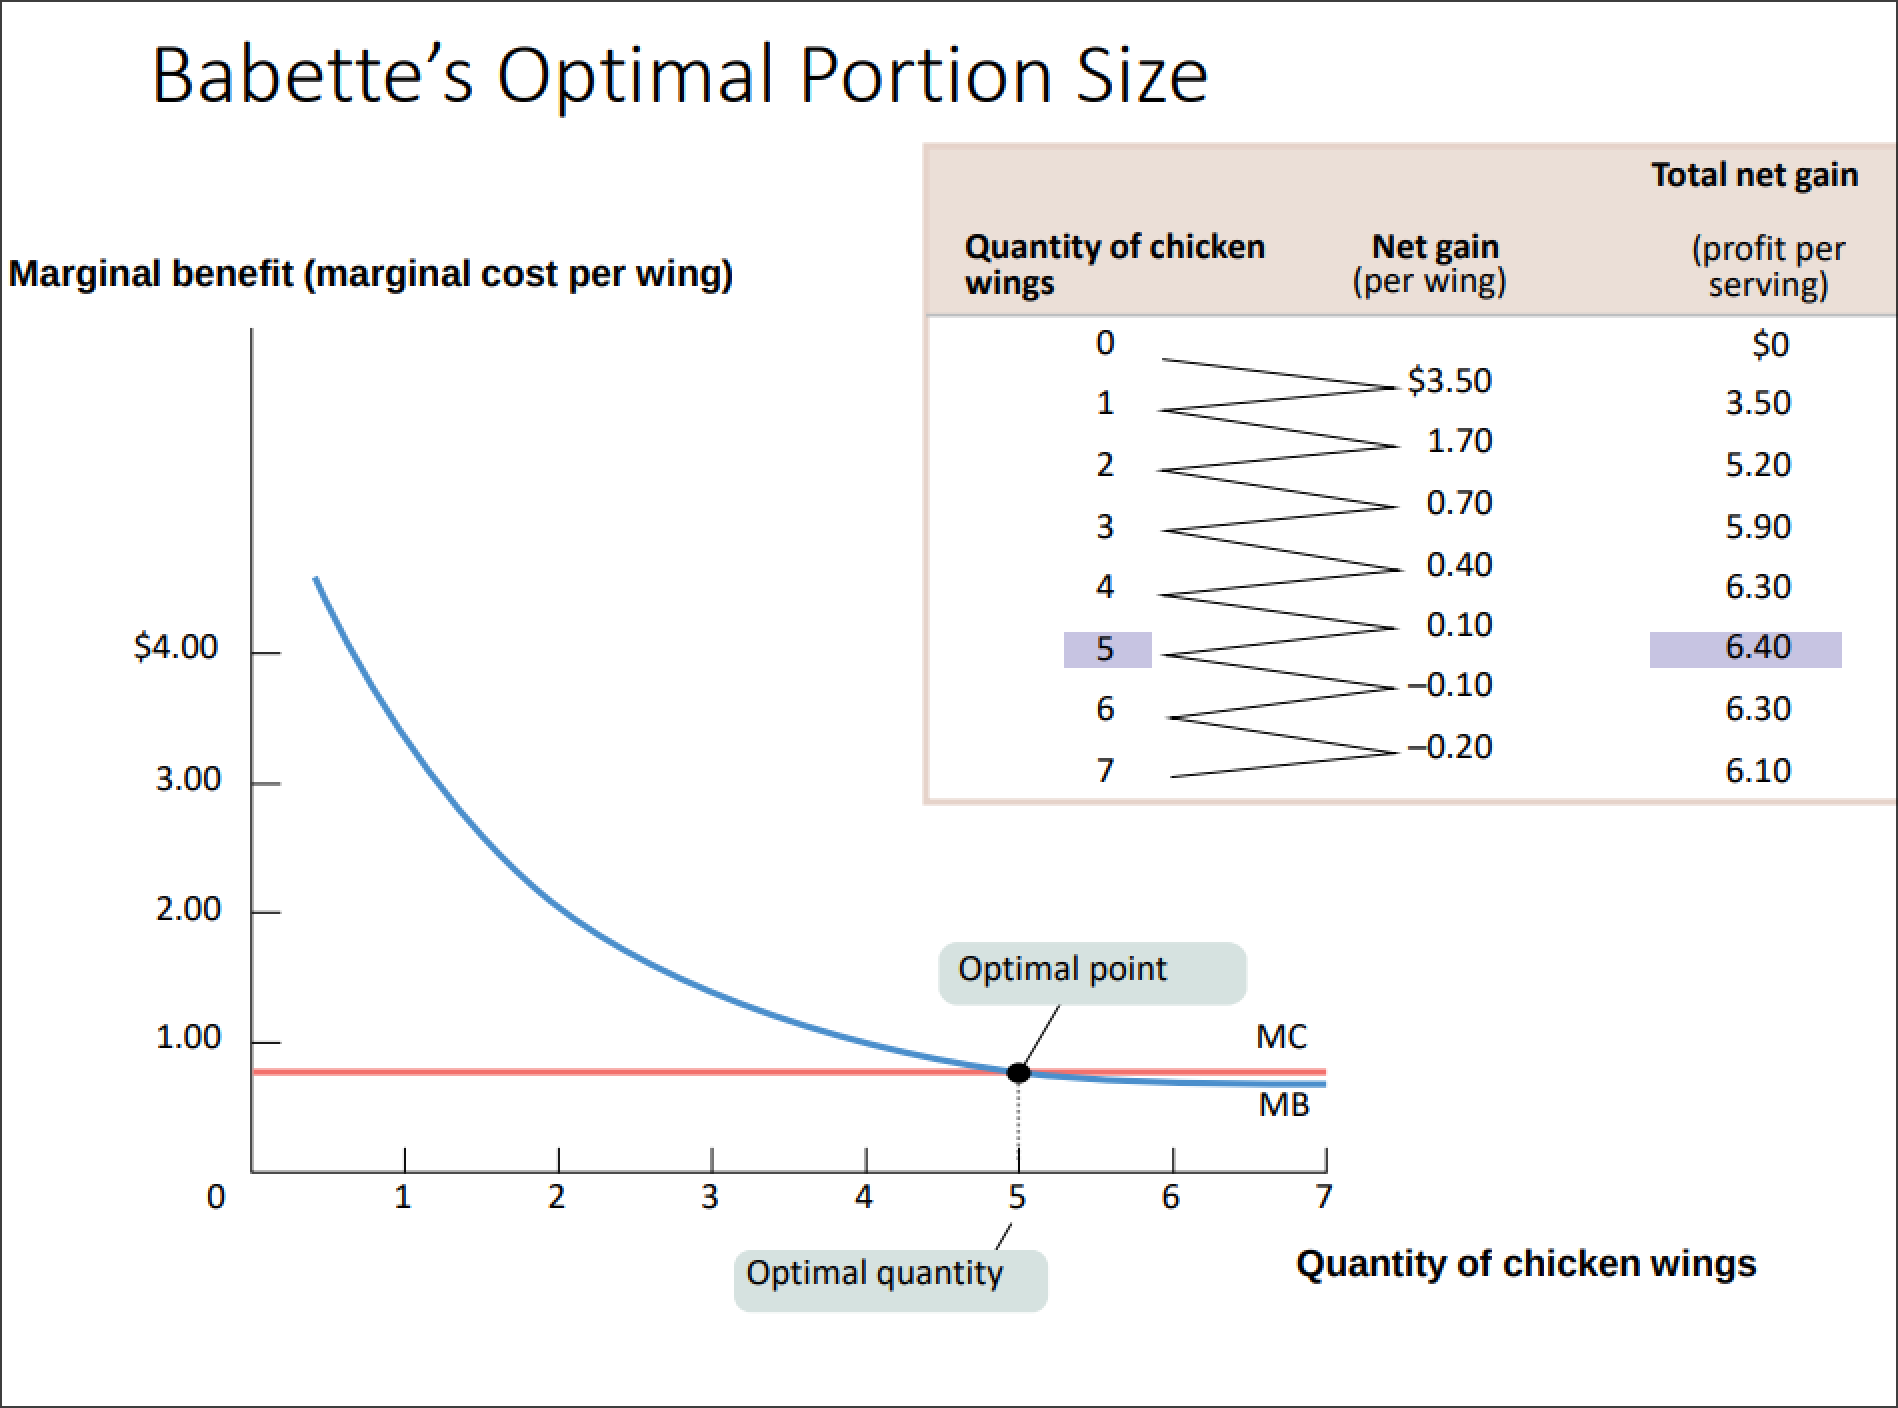 Babette’s Optimal Portion Size
Marginal benefit (marginal cost per wing)
Total net gain
Quantity of chicken Net gain (profit per
wings (per wing) serving)
0 $0
$3.50
1 3.50
1.70
2 5.20
0.70
3 5.90
0.40
4 6.30
0.10
5 6.40
–0.10
6 6.30
–0.20
7 6.10
$4.00
3.00
2.00
1.00
Optimal point
MC
MB
0 1 2 3 4 5 6 7
Optimal quantity
Quantity of chicken wings